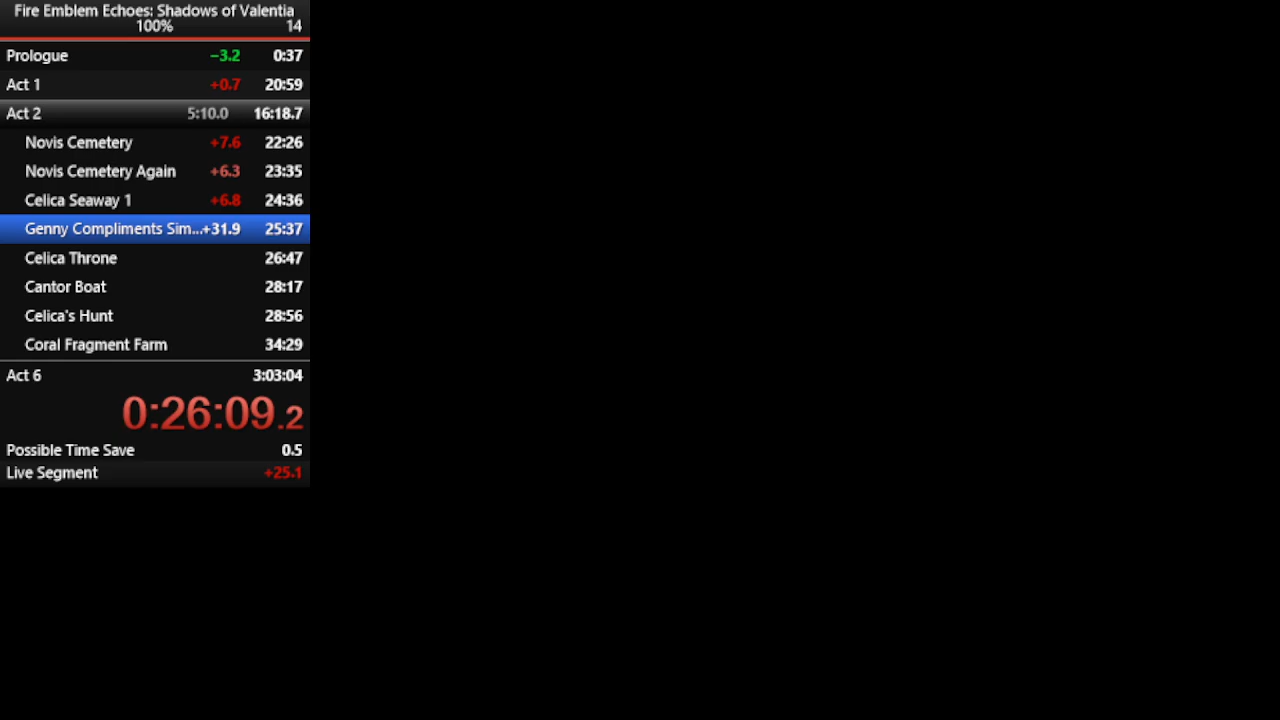 Fire Emblem Echoes: Shadows of Valentia
100% 14
Prologue −3.2 0:37
Act 1 +0.7 20:59
Act 2 5:10.0 16:18.7
Novis Cemetery +7.6 22:26
Novis Cemetery Again +6.3 23:35
Celica Seaway 1 +6.8 24:36
Genny Compliments Sim...+31.9 25:37
Celica Throne 26:47
Cantor Boat 28:17
Celica's Hunt 28:56
Coral Fragment Farm 34:29
Act 6 3:03:04
0:26:09.2
Possible Time Save 0.5
Live Segment +25.1